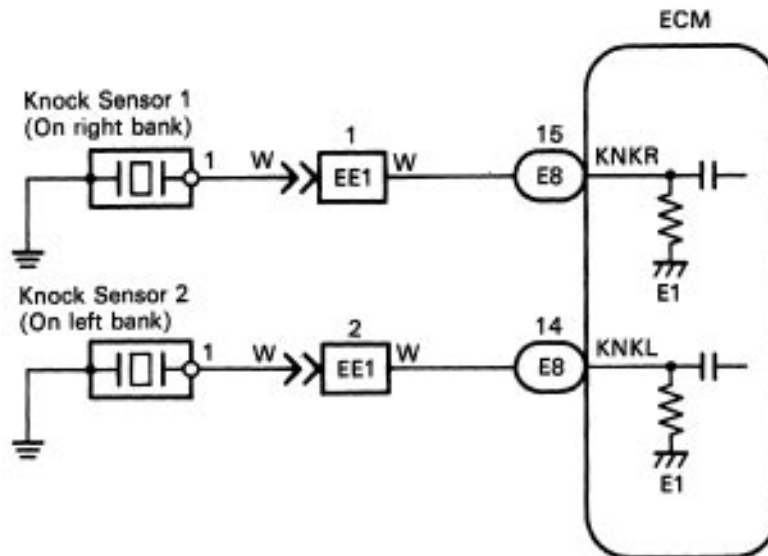 ECM
Knock Sensor 1
(On right bank)
1
W
1
EE1
W
15
E8
KNKR
E1
Knock Sensor 2
(On left bank)
1
W
2
EE1
W
14
E8
KNKL
E1